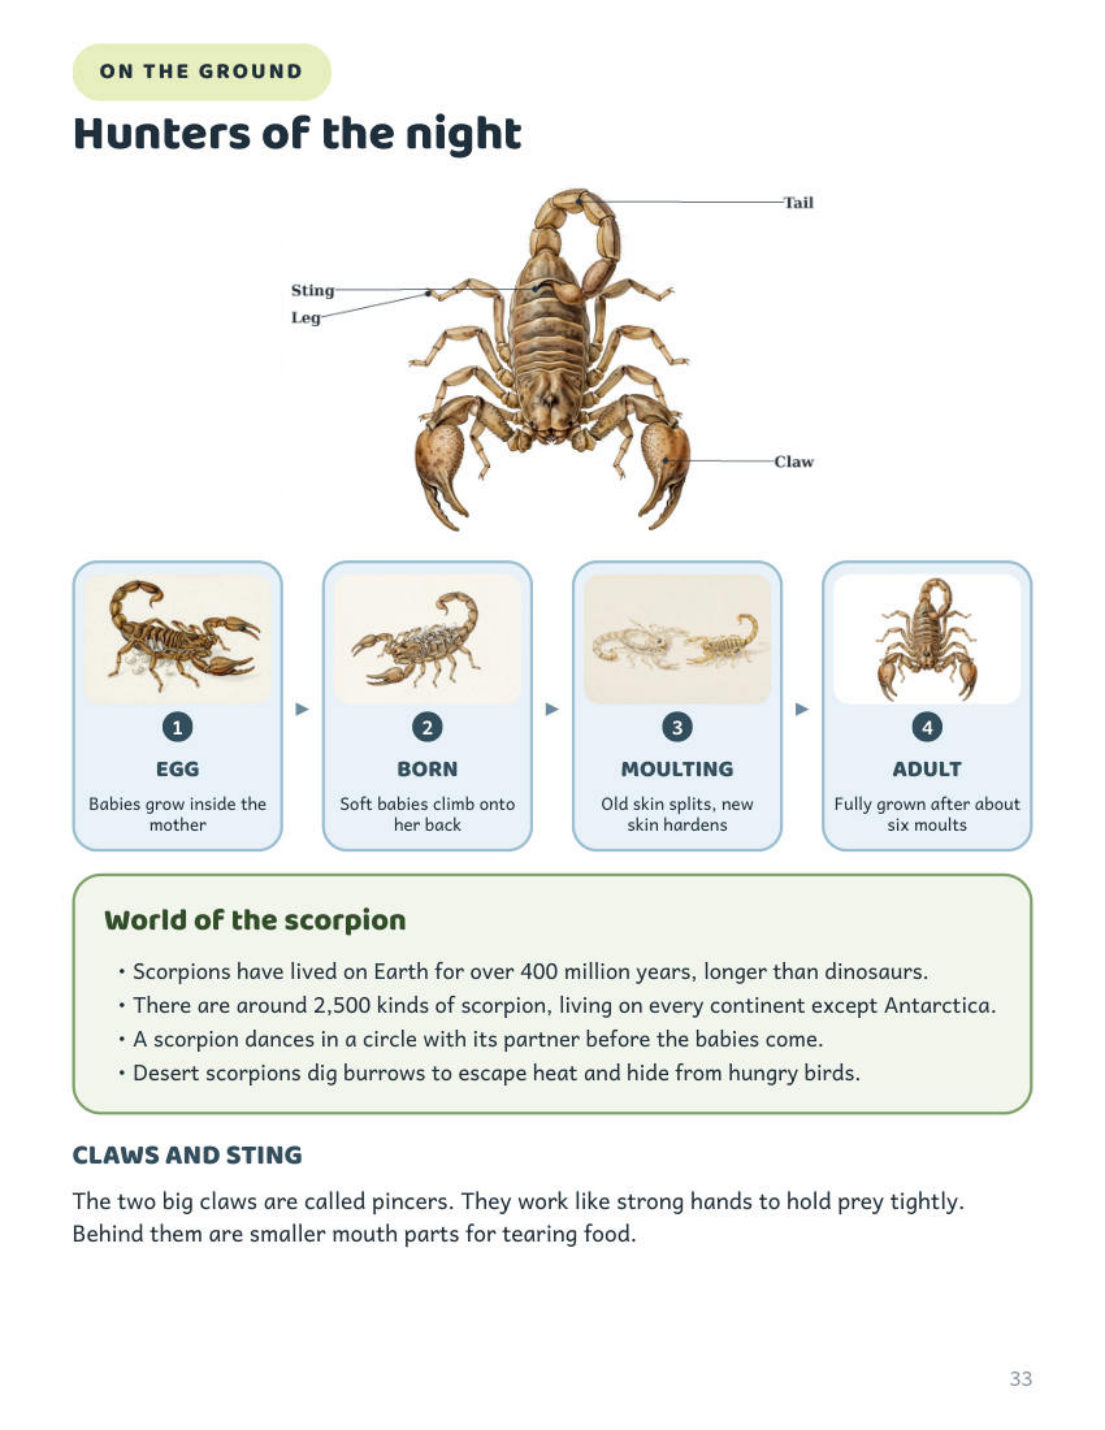 ON THE GROUND
Hunters of the night
Tail
Sting
Leg
Claw
1
EGG
Babies grow inside the
mother
2
BORN
Soft babies climb onto
her back
3
MOULTING
Old skin splits, new
skin hardens
4
ADULT
Fully grown after about
six moults
World of the scorpion
• Scorpions have lived on Earth for over 400 million years, longer than dinosaurs.
• There are around 2,500 kinds of scorpion, living on every continent except Antarctica.
• A scorpion dances in a circle with its partner before the babies come.
• Desert scorpions dig burrows to escape heat and hide from hungry birds.
CLAWS AND STING
The two big claws are called pincers. They work like strong hands to hold prey tightly.
Behind them are smaller mouth parts for tearing food.
33